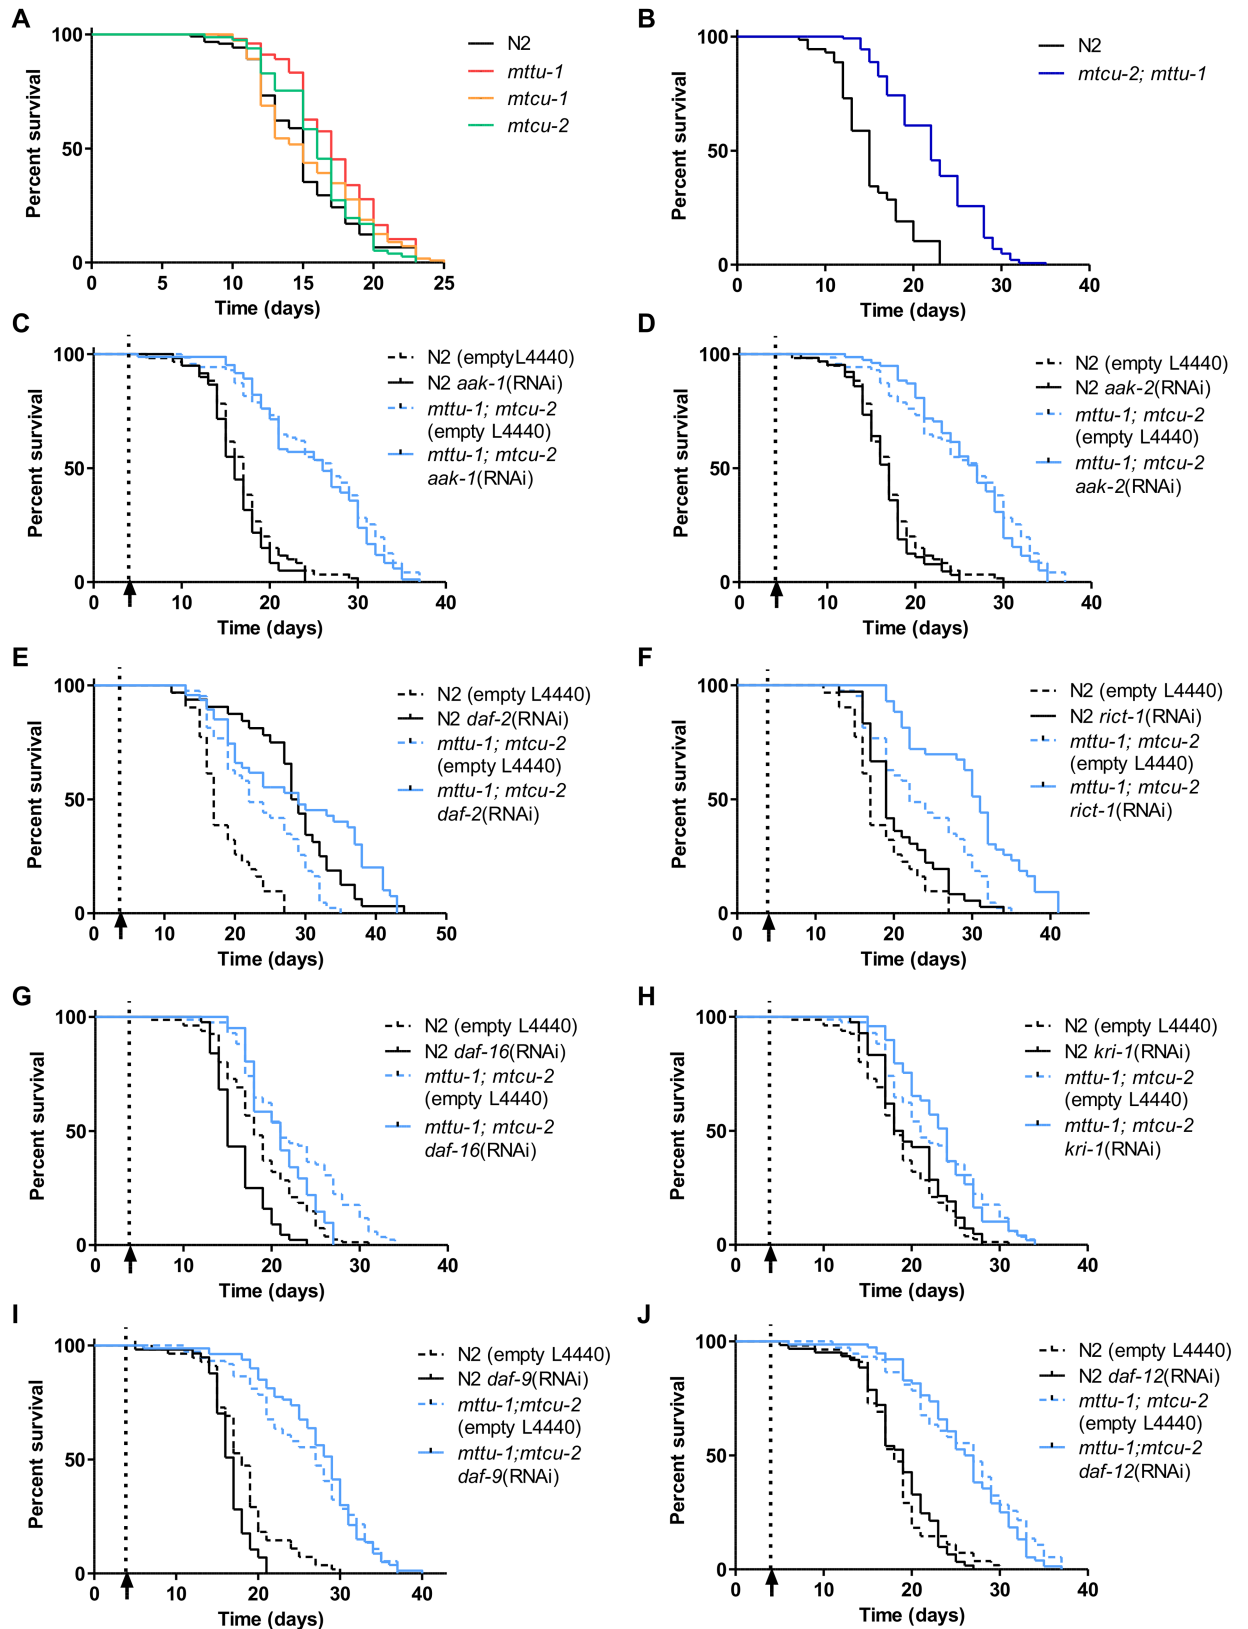 A
Percent survival
100
50
0
0 5 10 15 20 25
Time (days)
N2
mttu-1
mtcu-1
mtcu-2
B
Percent survival
100
50
0
0 10 20 30 40
Time (days)
N2
mtcu-2; mttu-1
C
Percent survival
100
50
0
0 10 20 30 40
Time (days)
N2 (emptyL4440)
N2 aak-1(RNAi)
mttu-1; mtcu-2
(empty L4440)
mttu-1; mtcu-2
aak-1(RNAi)
D
Percent survival
100
50
0
0 10 20 30 40
Time (days)
N2 (empty L4440)
N2 aak-2(RNAi)
mttu-1; mtcu-2
(empty L4440)
mttu-1; mtcu-2
aak-2(RNAi)
E
Percent survival
100
50
0
0 10 20 30 40 50
Time (days)
N2 (empty L4440)
N2 daf-2(RNAi)
mttu-1; mtcu-2
(empty L4440)
mttu-1; mtcu-2
daf-2(RNAi)
F
Percent survival
100
50
0
0 10 20 30 40
Time (days)
N2 (empty L4440)
N2 rict-1(RNAi)
mttu-1; mtcu-2
(empty L4440)
mttu-1; mtcu-2
rict-1(RNAi)
G
Percent survival
100
50
0
0 10 20 30 40
Time (days)
N2 (empty L4440)
N2 daf-16(RNAi)
mttu-1; mtcu-2
(empty L4440)
mttu-1; mtcu-2
daf-16(RNAi)
H
Percent survival
100
50
0
0 10 20 30 40
Time (days)
N2 (empty L4440)
N2 kri-1(RNAi)
mttu-1; mtcu-2
(empty L4440)
mttu-1; mtcu-2
kri-1(RNAi)
I
Percent survival
100
50
0
0 10 20 30 40
Time (days)
N2 (empty L4440)
N2 daf-9(RNAi)
mttu-1;mtcu-2
(empty L4440)
mttu-1;mtcu-2
daf-9(RNAi)
J
Percent survival
100
50
0
0 10 20 30 40
Time (days)
N2 (empty L4440)
N2 daf-12(RNAi)
mttu-1; mtcu-2
(empty L4440)
mttu-1;mtcu-2
daf-12(RNAi)